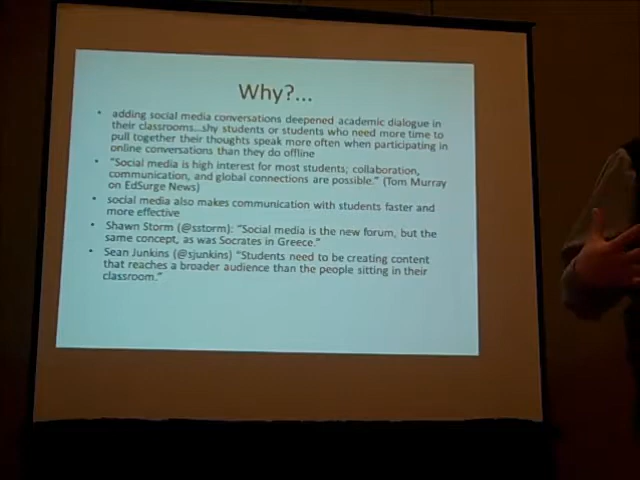 Why?...
• adding social media conversations deepened academic dialogue in
their classrooms...shy students or students who need more time to
pull together their thoughts speak more often when participating in
online conversations than they do offline
• "Social media is high interest for most students; collaboration,
communication, and global connections are possible." (Tom Murray
on EdSurge News)
• social media also makes communication with students faster and
more effective
• Shawn Storm (@sstorm): "Social media is the new forum, but the
same concept, as was Socrates in Greece."
• Sean Junkins (@sjunkins) "Students need to be creating content
that reaches a broader audience than the people sitting in their
classroom."